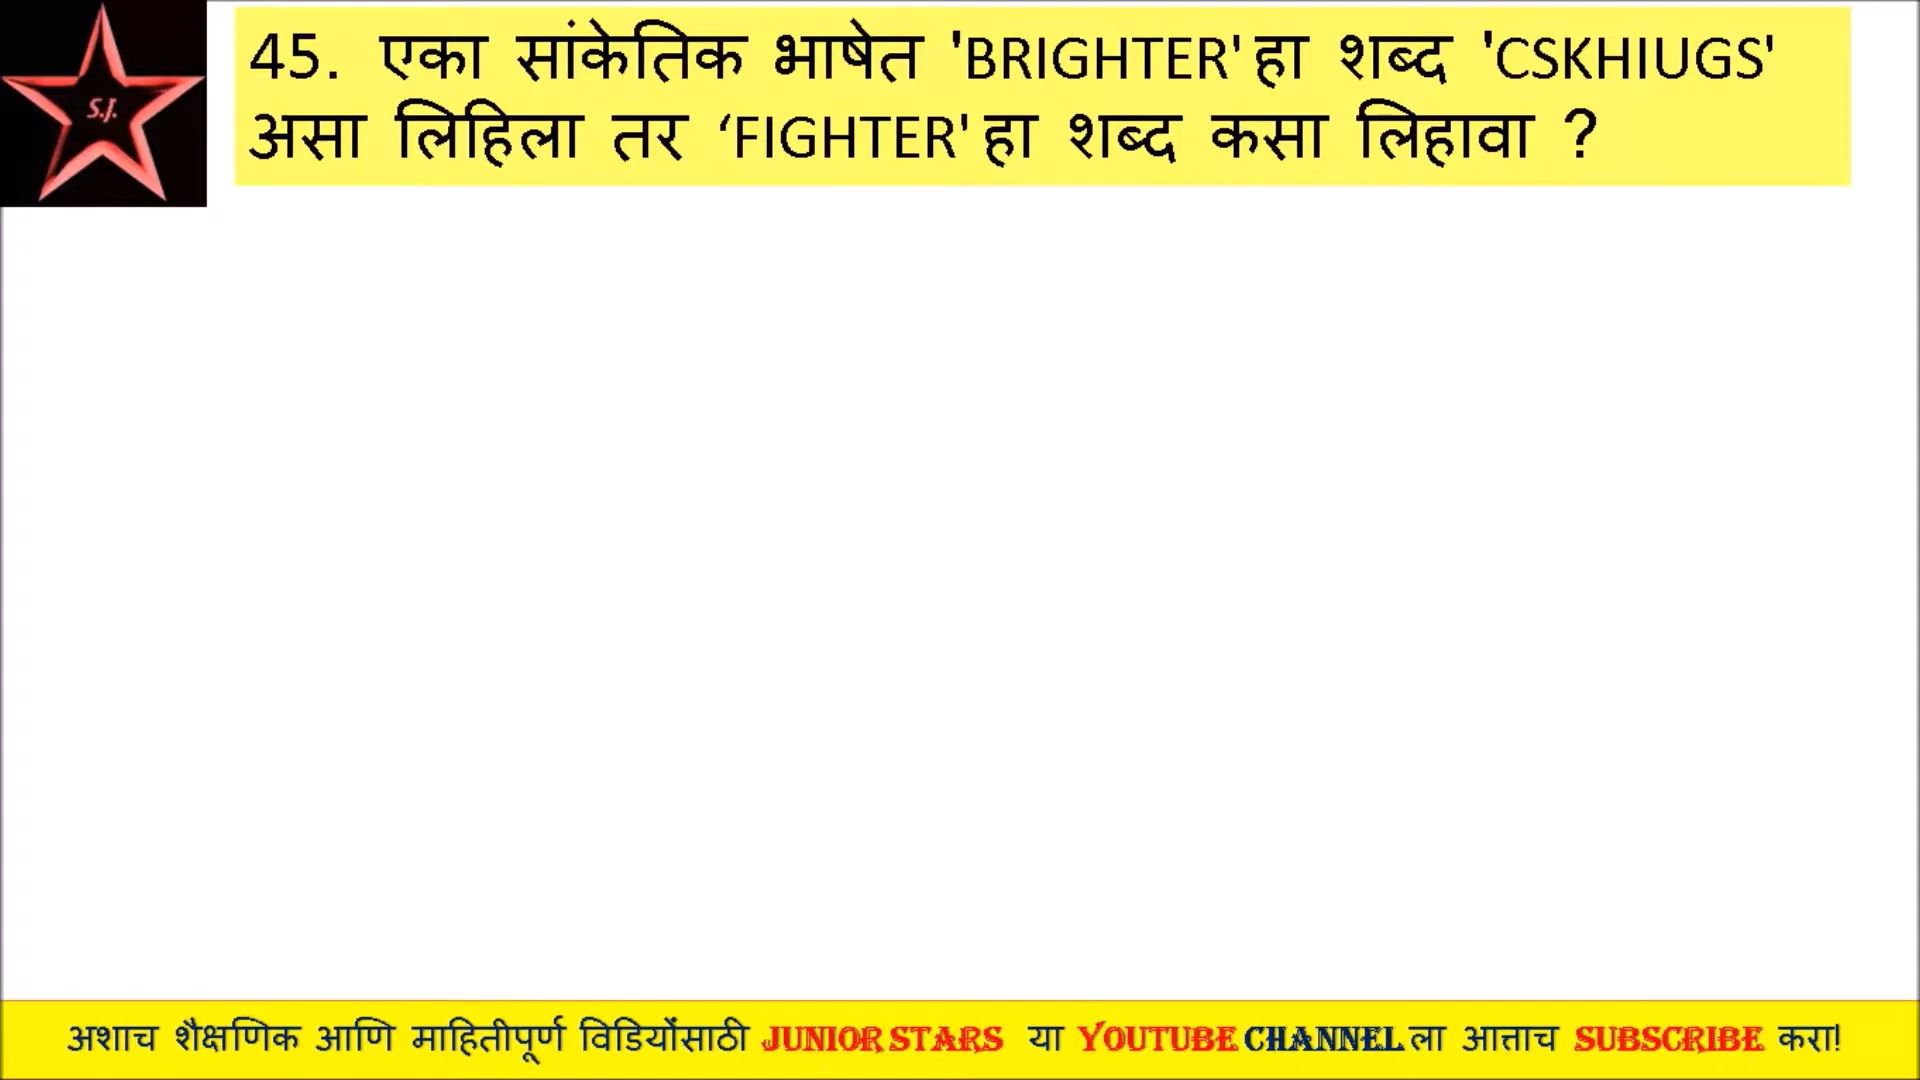 S.J.
45. एका सांकेतिक भाषेत 'BRIGHTER' हा शब्द 'CSKHIUGS'
असा लिहिला तर ‘FIGHTER' हा शब्द कसा लिहावा ?
अशाच शैक्षणिक आणि माहितीपूर्ण विडियोंसाठी JUNIOR STARS या YOUTUBE CHANNEL ला आत्ताच SUBSCRIBE करा!